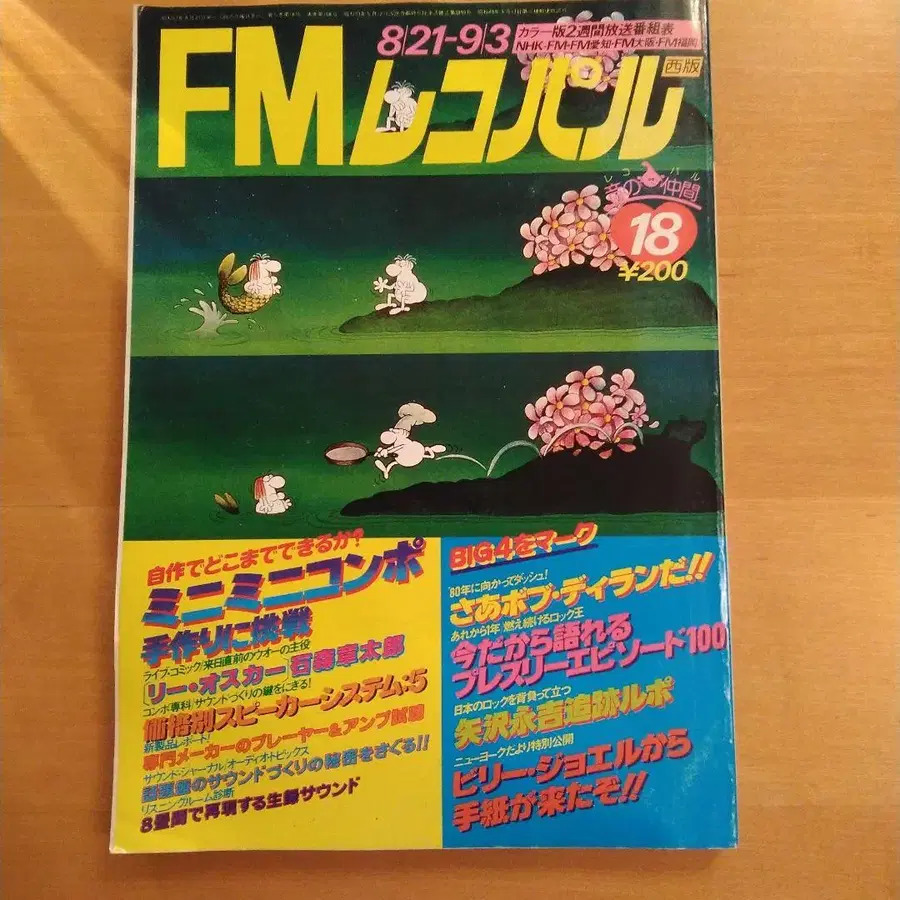 8/21-9/3
カラー版2週間放送番組表
NHK-FM・FM愛知・FM大阪・FM福岡
FMレコパル
西版
レコパル
音の仲間
18
¥200
自作でどこまでできるか?
ミニミニコンポ
手作りに挑戦
ライブ・コミック/来日直前のウォーの主役
リー・オスカー 石森章太郎
コンポ専科/サウンドづくりの鍵をにぎる!
価格別スピーカーシステム:5
新製品レポート!
専門メーカーのプレーヤー&アンプ試聴
サウンド・ジャーナル/オーディオトピックス
のサウンドづくりの秘密をさぐる!!
リスニングルーム診断
8畳間で再現する生録サウンド
BIG4をマーク
'80年に向かってダッシュ!
さあボブ・ディランだ!!
あれから1年 燃え続けるロック王
今だから語れる
プレスリーエピソード100
日本のロックを背負って立つ
矢沢永吉追跡ルポ
ニューヨークだより特別公開
ビリー・ジョエルから
手紙が来たぞ!!